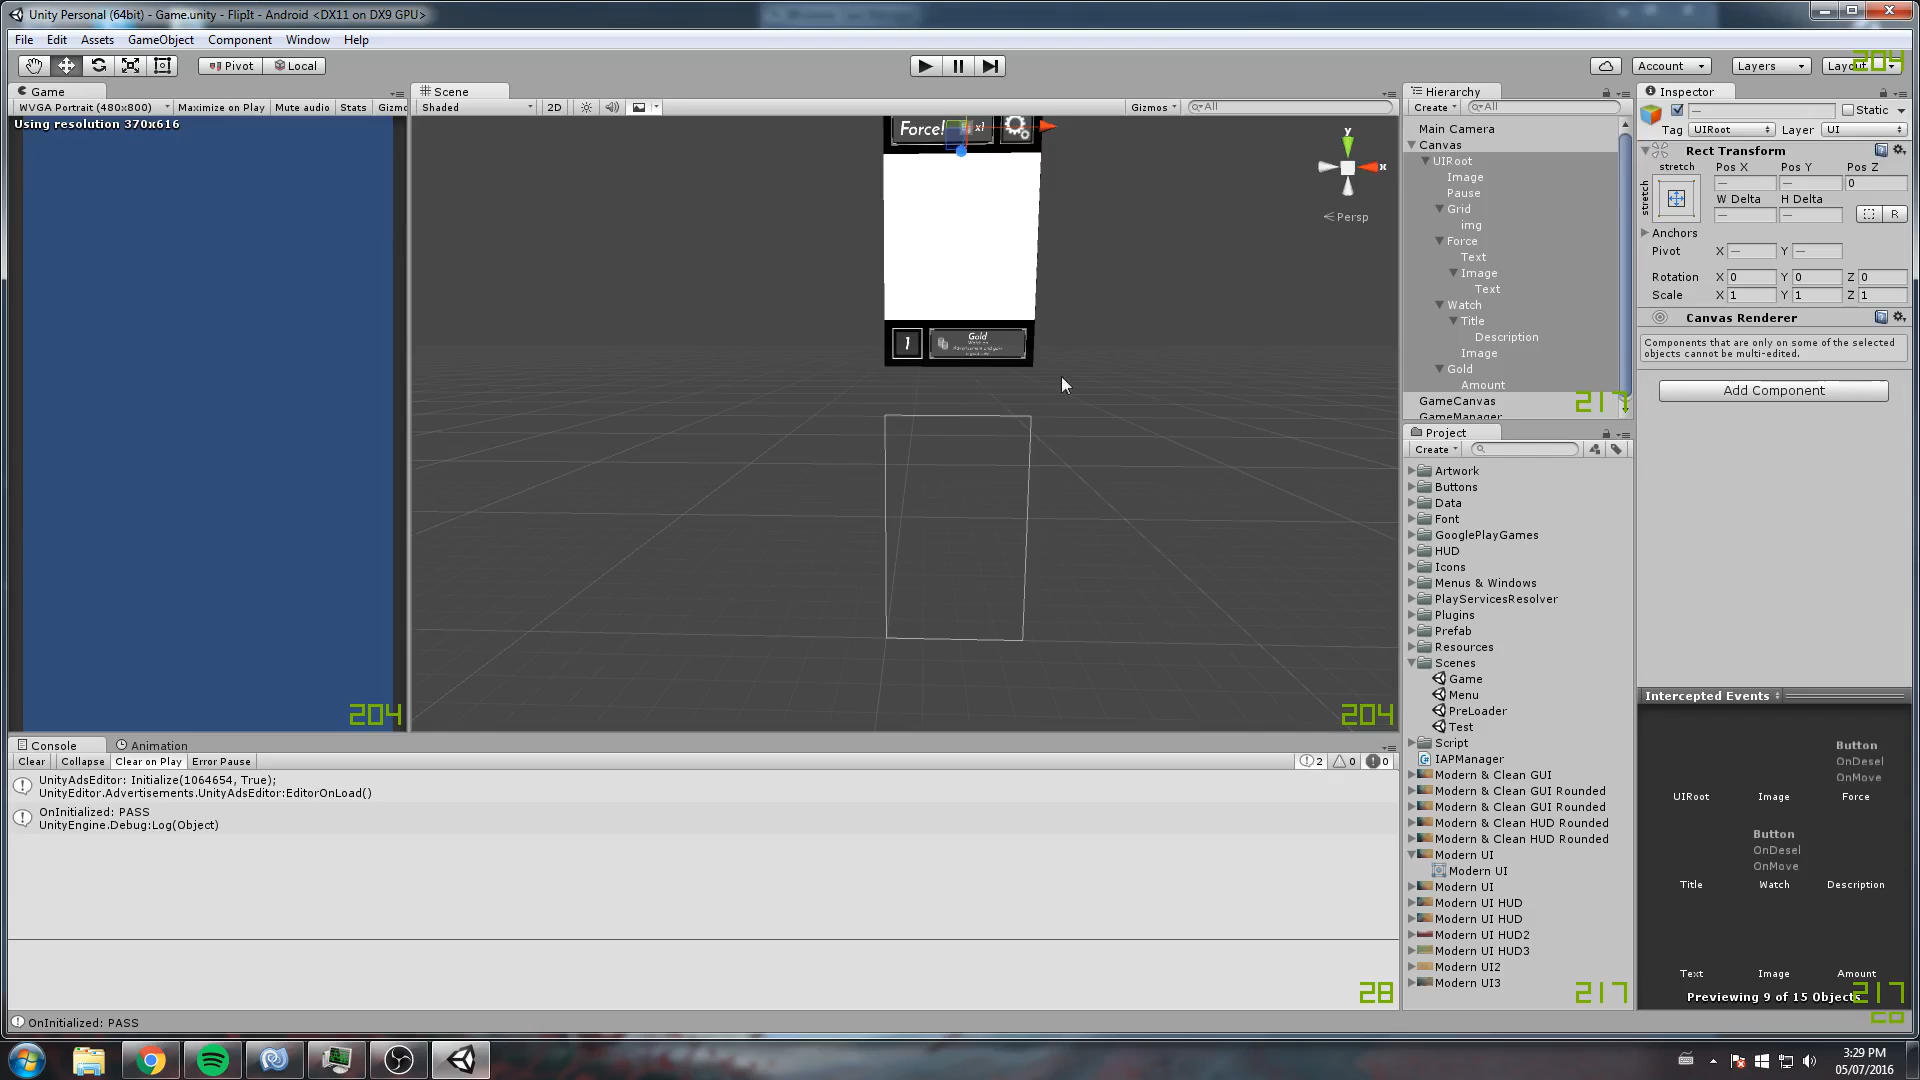 Unity Personal (64bit) - Game.unity - FlipIt - Android <DX11 on DX9 GPU>
File Edit Assets GameObject Component Window Help
Pivot Local
Account Layers Layout
204
Game
WVGA Portrait (480x800) Maximize on Play Mute audio Stats Gizmo
Using resolution 370x616
204
Scene
Shaded 2D Gizmos All
Force! x1
y
x
Persp
1 Gold
204
Hierarchy
Create All
Main Camera
Canvas
UIRoot
Image
Pause
Grid
img
Force
Text
Image
Text
Watch
Title
Description
Image
Gold
Amount
GameCanvas
GameManager
217
Project
Create
Artwork
Buttons
Data
Font
GooglePlayGames
HUD
Icons
Menus & Windows
PlayServicesResolver
Plugins
Prefab
Resources
Scenes
Game
Menu
PreLoader
Test
Script
IAPManager
Modern & Clean GUI
Modern & Clean GUI Rounded
Modern & Clean GUI Rounded
Modern & Clean HUD Rounded
Modern & Clean HUD Rounded
Modern UI
Modern UI
Modern UI
Modern UI HUD
Modern UI HUD
Modern UI HUD2
Modern UI HUD3
Modern UI2
Modern UI3
217
Inspector
— Static
Tag UIRoot Layer UI
Rect Transform
stretch Pos X Pos Y Pos Z
stretch — — 0
W Delta H Delta
— — R
Anchors
Pivot X — Y —
Rotation X 0 Y 0 Z 0
Scale X 1 Y 1 Z 1
Canvas Renderer
Components that are only on some of the selected
objects cannot be multi-edited.
Add Component
Intercepted Events
Button
OnDesel
OnMove
UIRoot Image Force
Button
OnDesel
OnMove
Title Watch Description
Text Image Amount
Previewing 9 of 15 Objects
217
Console Animation
Clear Collapse Clear on Play Error Pause 2 0 0
UnityAdsEditor: Initialize(1064654, True);
UnityEditor.Advertisements.UnityAdsEditor:EditorOnLoad()
OnInitialized: PASS
UnityEngine.Debug:Log(Object)
28
OnInitialized: PASS
3:29 PM
05/07/2016